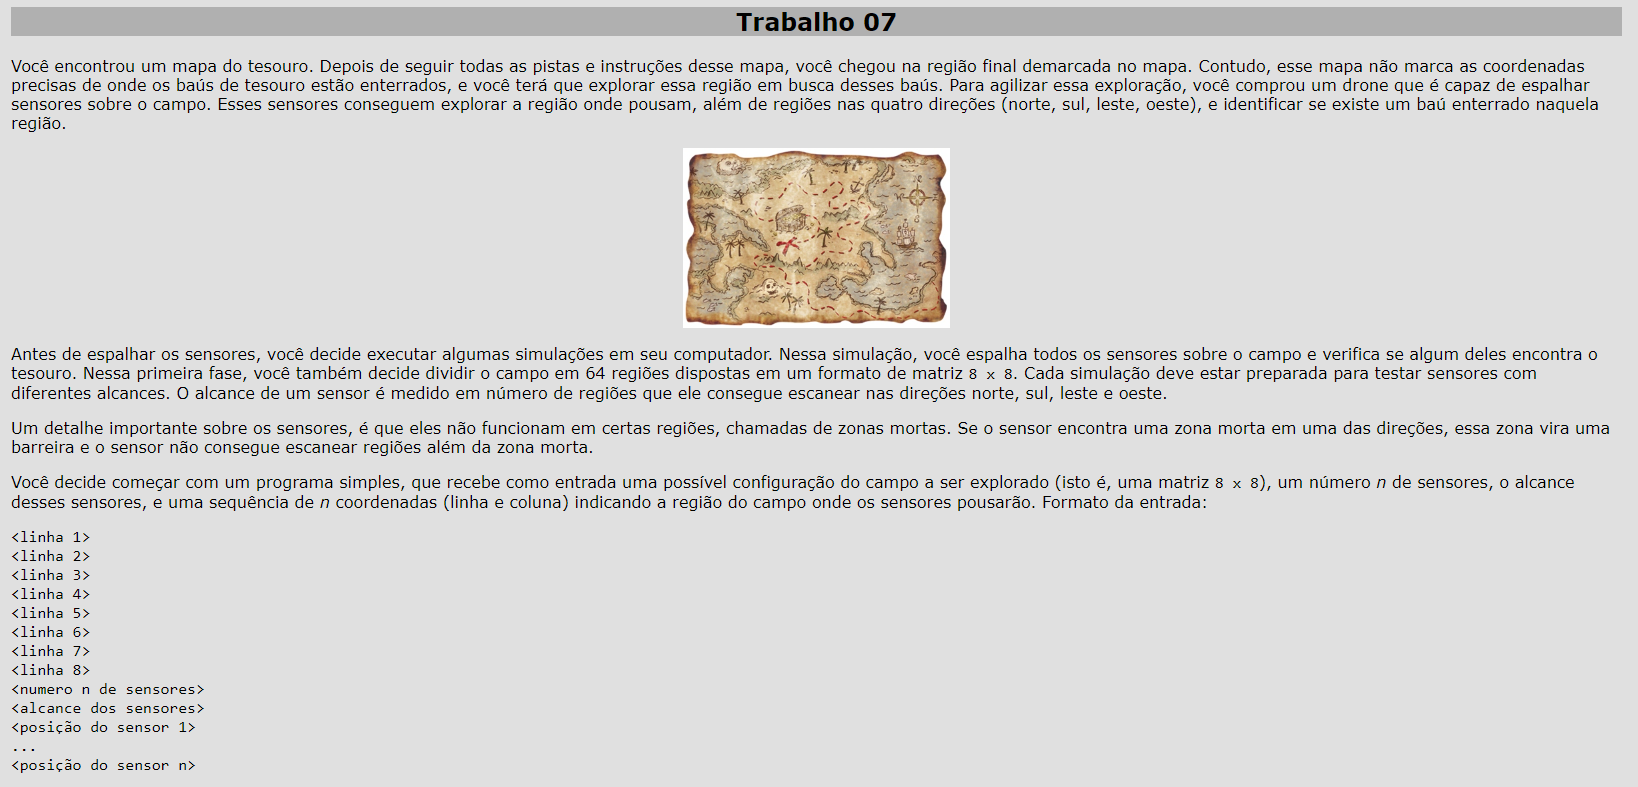 Trabalho 07
Você encontrou um mapa do tesouro. Depois de seguir todas as pistas e instruções desse mapa, você chegou na região final demarcada no mapa. Contudo, esse mapa não marca as coordenadas
precisas de onde os baús de tesouro estão enterrados, e você terá que explorar essa região em busca desses baús. Para agilizar essa exploração, você comprou um drone que é capaz de espalhar
sensores sobre o campo. Esses sensores conseguem explorar a região onde pousam, além de regiões nas quatro direções (norte, sul, leste, oeste), e identificar se existe um baú enterrado naquela
região.
Antes de espalhar os sensores, você decide executar algumas simulações em seu computador. Nessa simulação, você espalha todos os sensores sobre o campo e verifica se algum deles encontra o
tesouro. Nessa primeira fase, você também decide dividir o campo em 64 regiões dispostas em um formato de matriz 8 x 8. Cada simulação deve estar preparada para testar sensores com
diferentes alcances. O alcance de um sensor é medido em número de regiões que ele consegue escanear nas direções norte, sul, leste e oeste.
Um detalhe importante sobre os sensores, é que eles não funcionam em certas regiões, chamadas de zonas mortas. Se o sensor encontra uma zona morta em uma das direções, essa zona vira uma
barreira e o sensor não consegue escanear regiões além da zona morta.
Você decide começar com um programa simples, que recebe como entrada uma possível configuração do campo a ser explorado (isto é, uma matriz 8 x 8), um número n de sensores, o alcance
desses sensores, e uma sequência de n coordenadas (linha e coluna) indicando a região do campo onde os sensores pousarão. Formato da entrada:
<linha 1>
<linha 2>
<linha 3>
<linha 4>
<linha 5>
<linha 6>
<linha 7>
<linha 8>
<numero n de sensores>
<alcance dos sensores>
<posição do sensor 1>
...
<posição do sensor n>